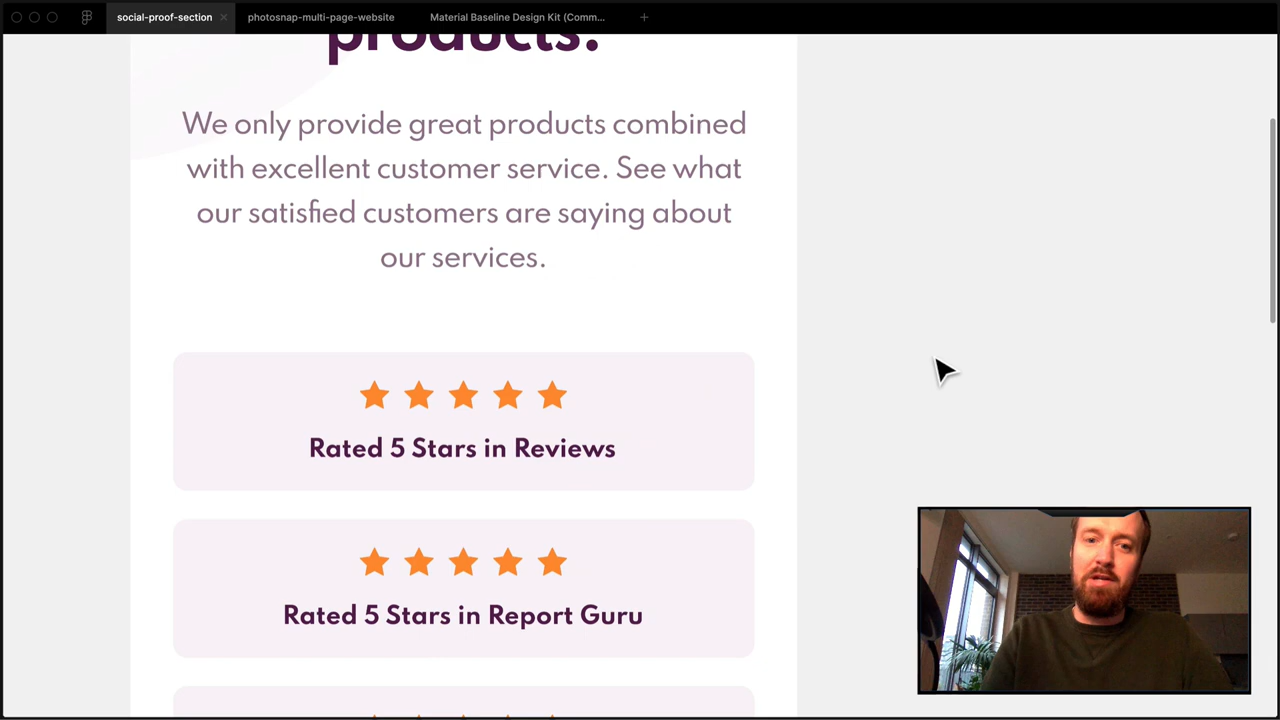 social-proof-section
photosnap-multi-page-website
Material Baseline Design Kit (Comm...
products.
We only provide great products combined
with excellent customer service. See what
our satisfied customers are saying about
our services.
Rated 5 Stars in Reviews
Rated 5 Stars in Report Guru